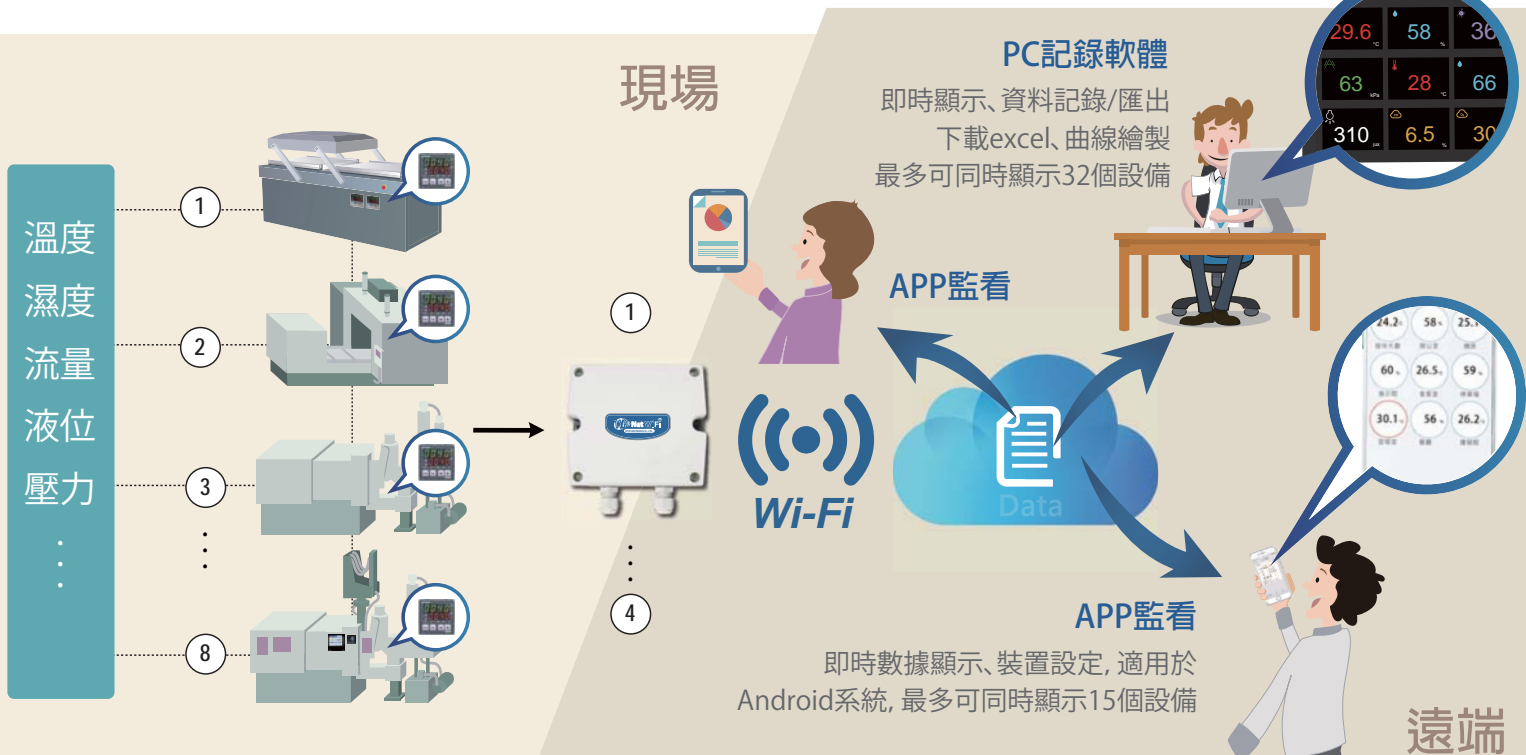 現場
溫度
濕度
流量
液位
壓力
1
2
3
8
1
4
Wi-Fi
PC記錄軟體
即時顯示、資料記錄/匯出
下載excel、曲線繪製
最多可同時顯示32個設備
29.6 °C 58 % 36
63 kPa 28 °C 66
310 6.5 % 30
APP監看
Data
24.2 58
60 26.5 59
30.1 56 26.2
APP監看
即時數據顯示、裝置設定, 適用於
Android系統, 最多可同時顯示15個設備
遠端